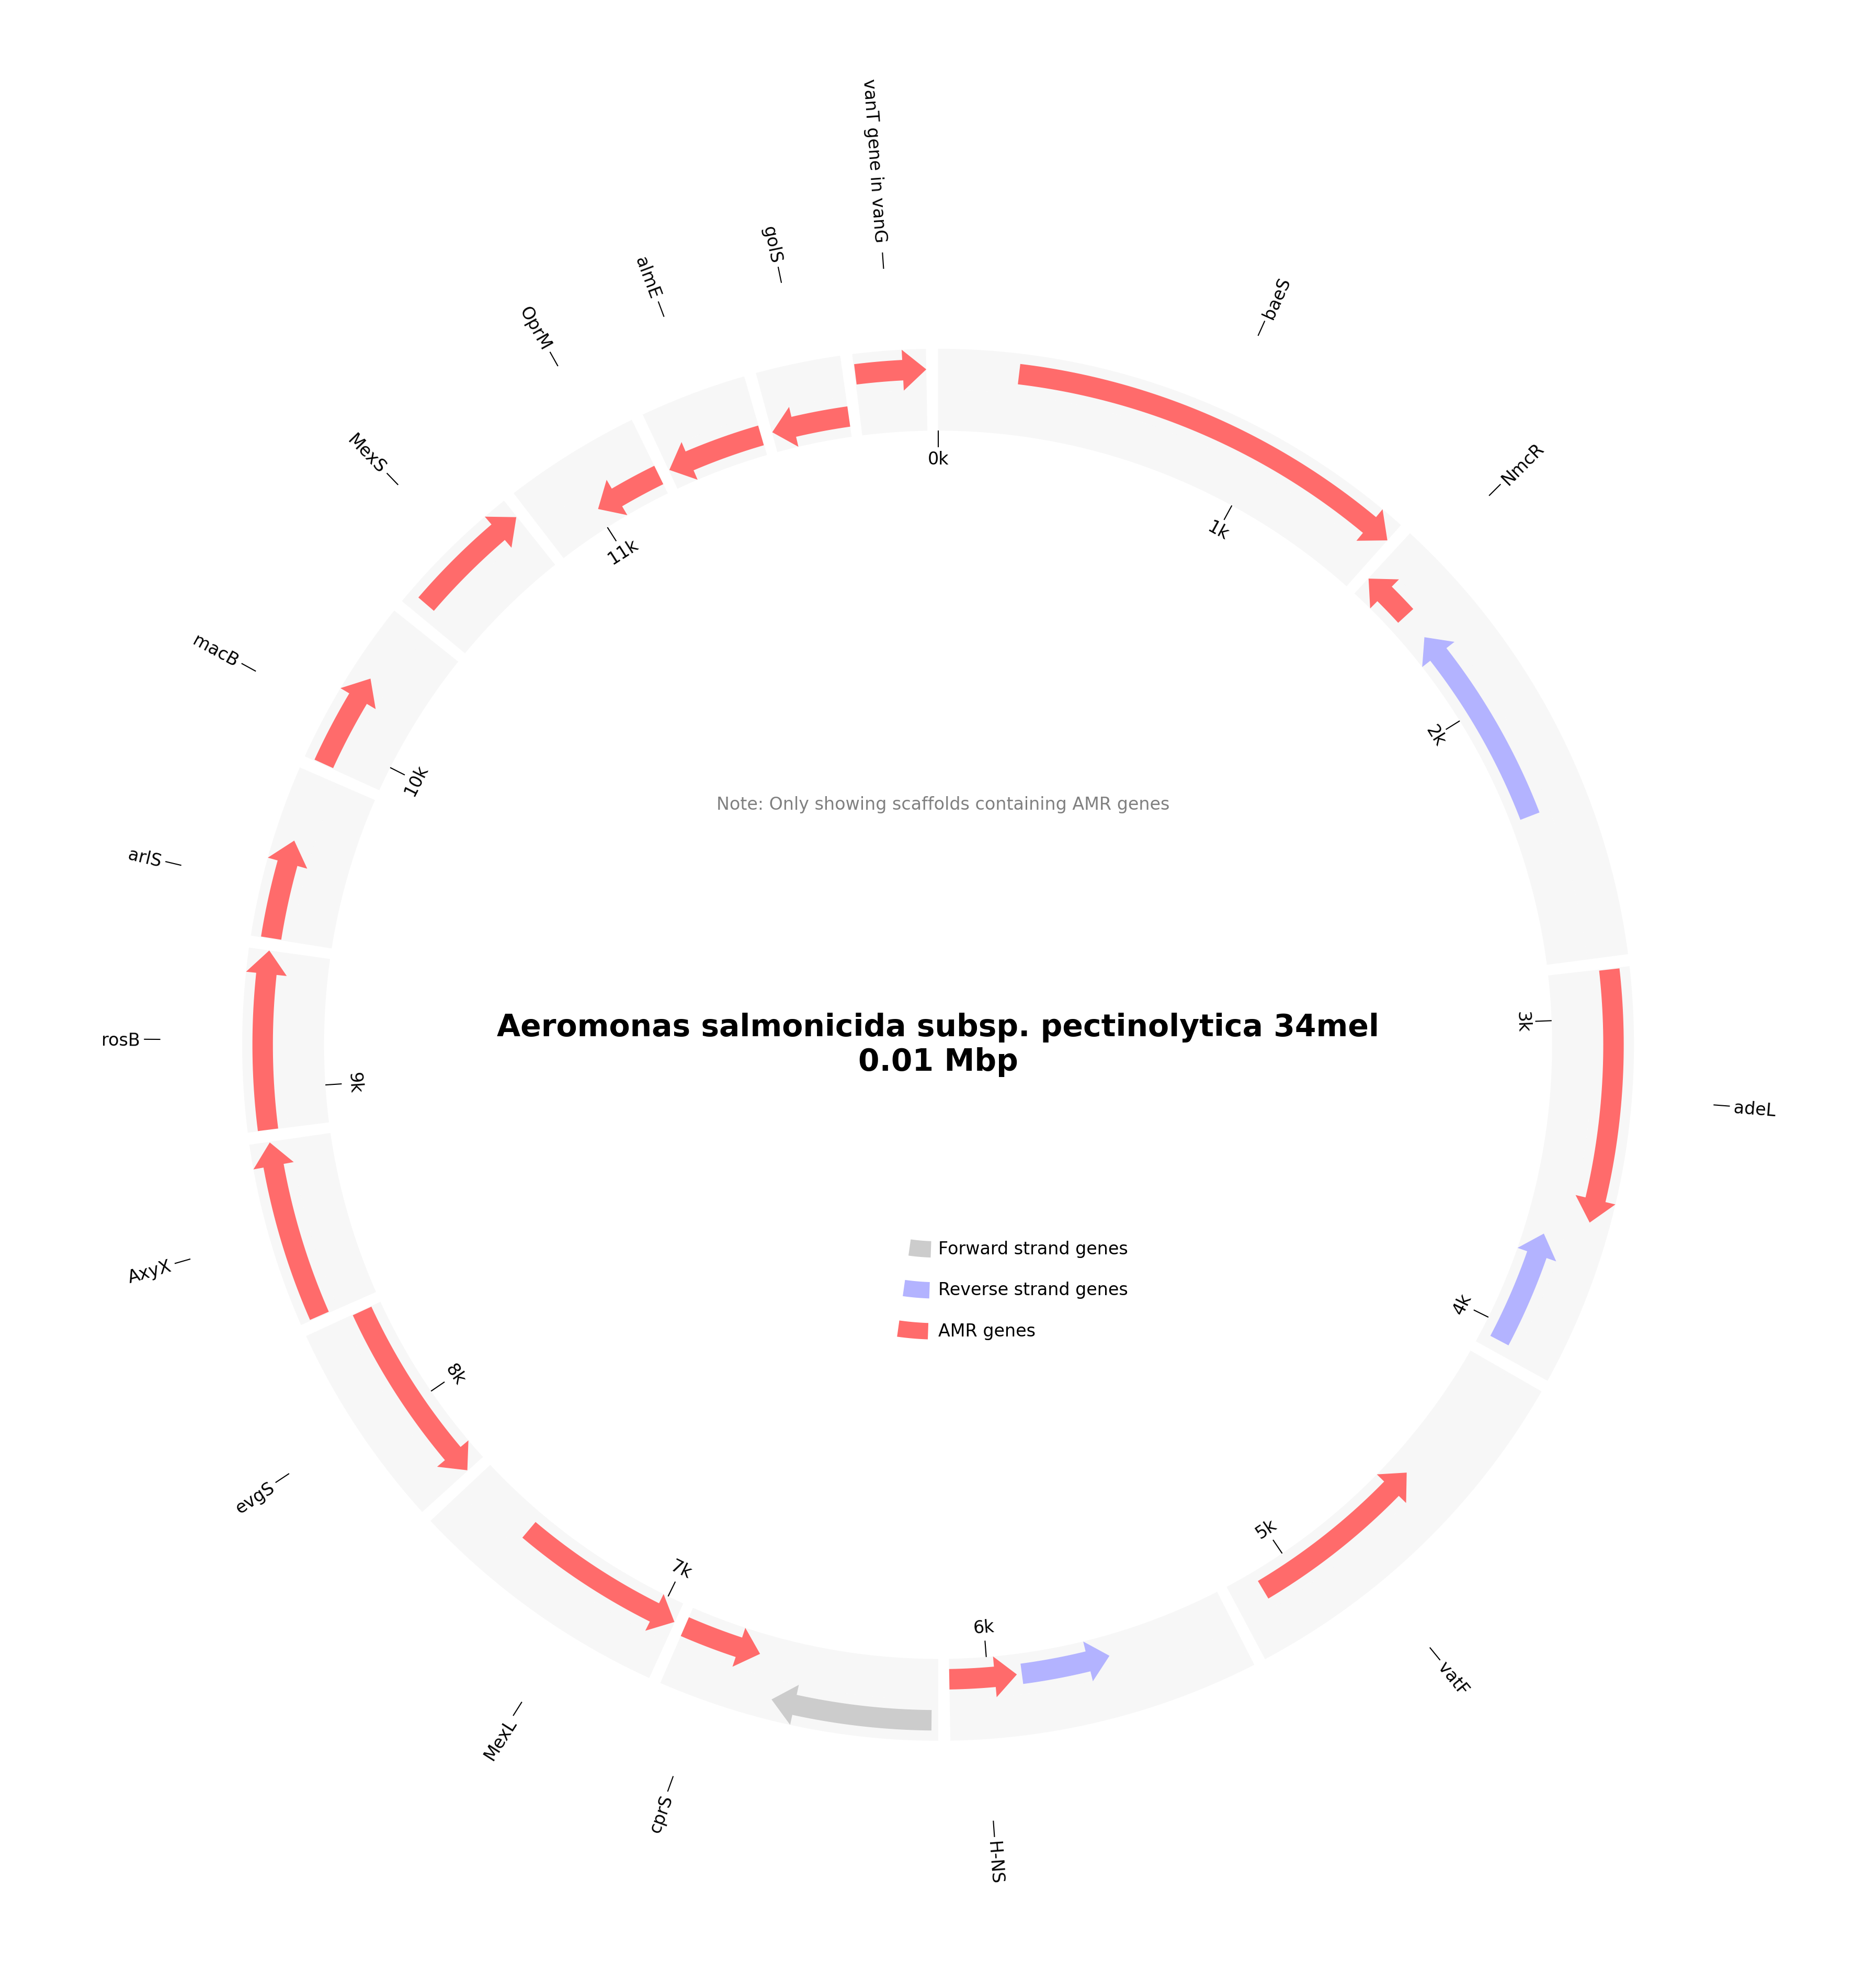 vanT gene in vanG
golS
almE
baeS
OprM
NmcR
MexS
0k
1k
11k
macB
2k
10k
Note: Only showing scaffolds containing AMR genes
arlS
3k
Aeromonas salmonicida subsp. pectinolytica 34mel
0.01 Mbp
rosB
9k
adeL
AxyX
Forward strand genes
Reverse strand genes
AMR genes
4k
8k
evgS
5k
7k
6k
vatF
MexL
cprS
H-NS